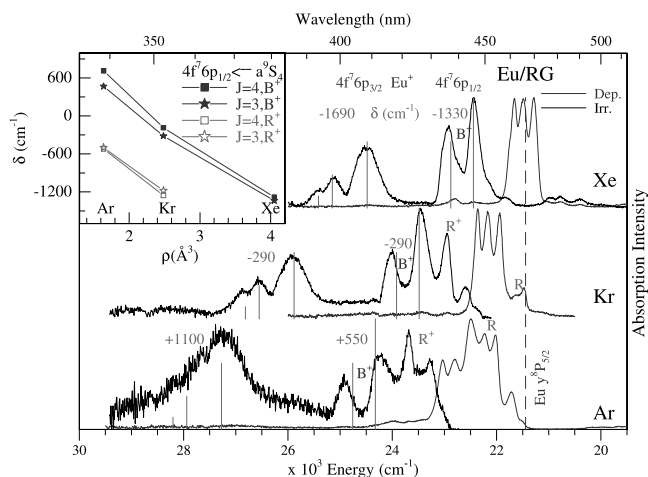 Wavelength (nm)
350 400 450 500
4f⁷6p₁/₂<-- a⁹S₄
J=4,B⁺
J=3,B⁺
J=4,R⁺
J=3,R⁺
600
0
-600
-1200
δ (cm⁻¹)
Ar Kr Xe
2 3 4
ρ(Å³)
Eu/RG
Dep.
Irr.
4f⁷6p₃/₂ Eu⁺ 4f⁷6p₁/₂
-1690 δ (cm⁻¹) -1330
B⁺
Xe
-290 -290
B⁺ R⁺
R
Kr
+1100 +550
B⁺ R⁺
R
Ar
Eu y⁸P₅/₂
Absorption Intensity
30 28 26 24 22 20
x 10³ Energy (cm⁻¹)